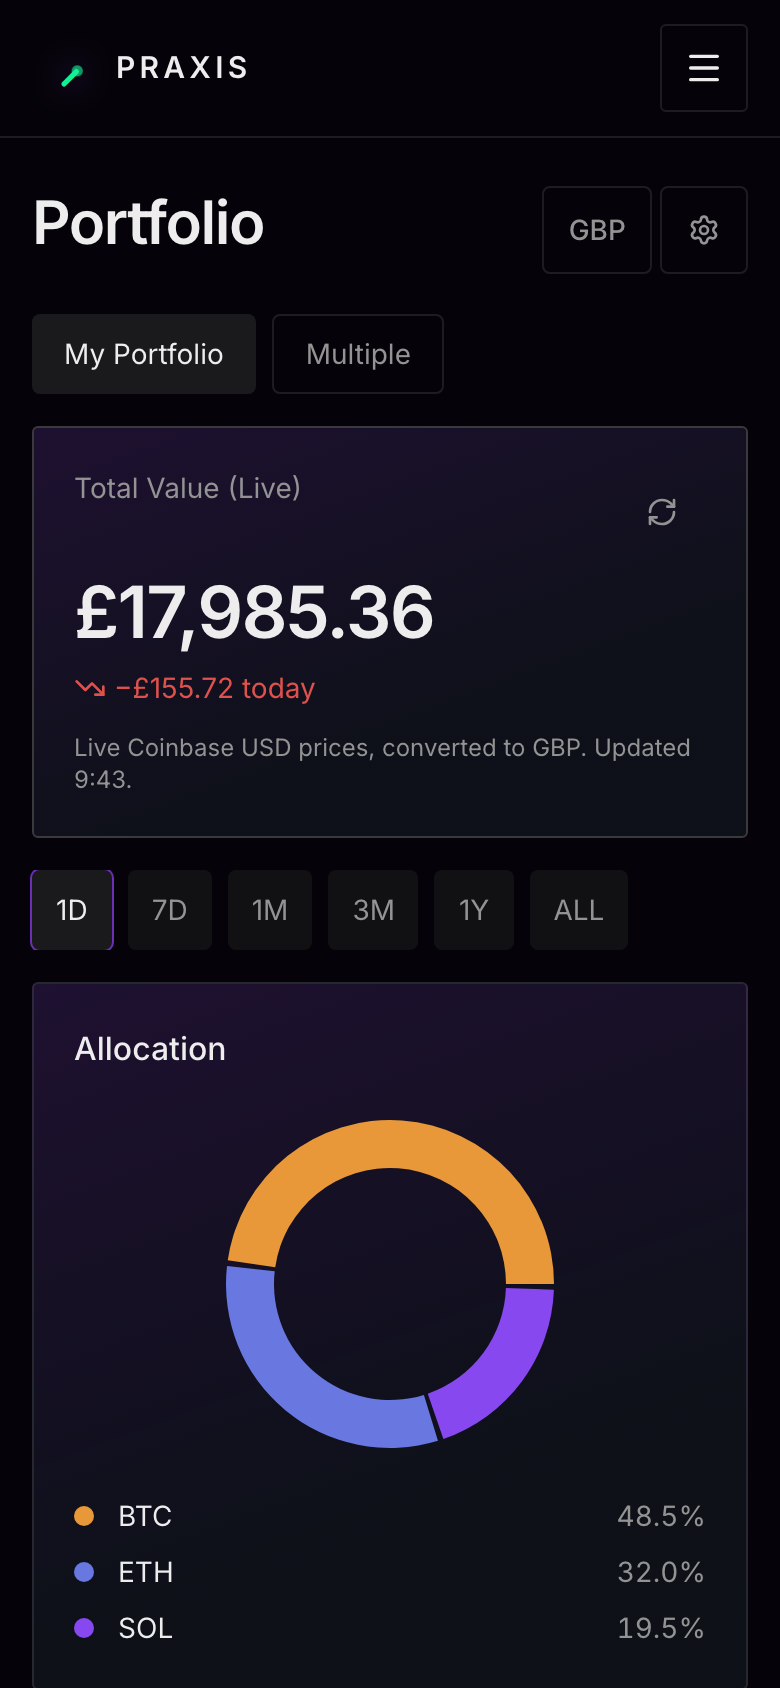 PRAXIS
Portfolio
GBP
My Portfolio
Multiple
Total Value (Live)
£17,985.36
−£155.72 today
Live Coinbase USD prices, converted to GBP. Updated
9:43.
1D
7D
1M
3M
1Y
ALL
Allocation
BTC
48.5%
ETH
32.0%
SOL
19.5%